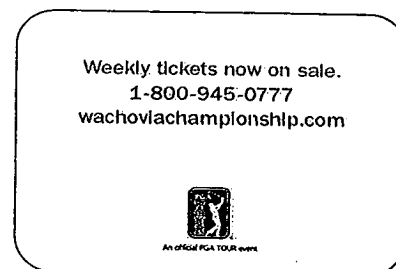 Weekly tickets now on sale.
1-800-945-0777
wachoviachampionship.com
An official PGA TOUR event